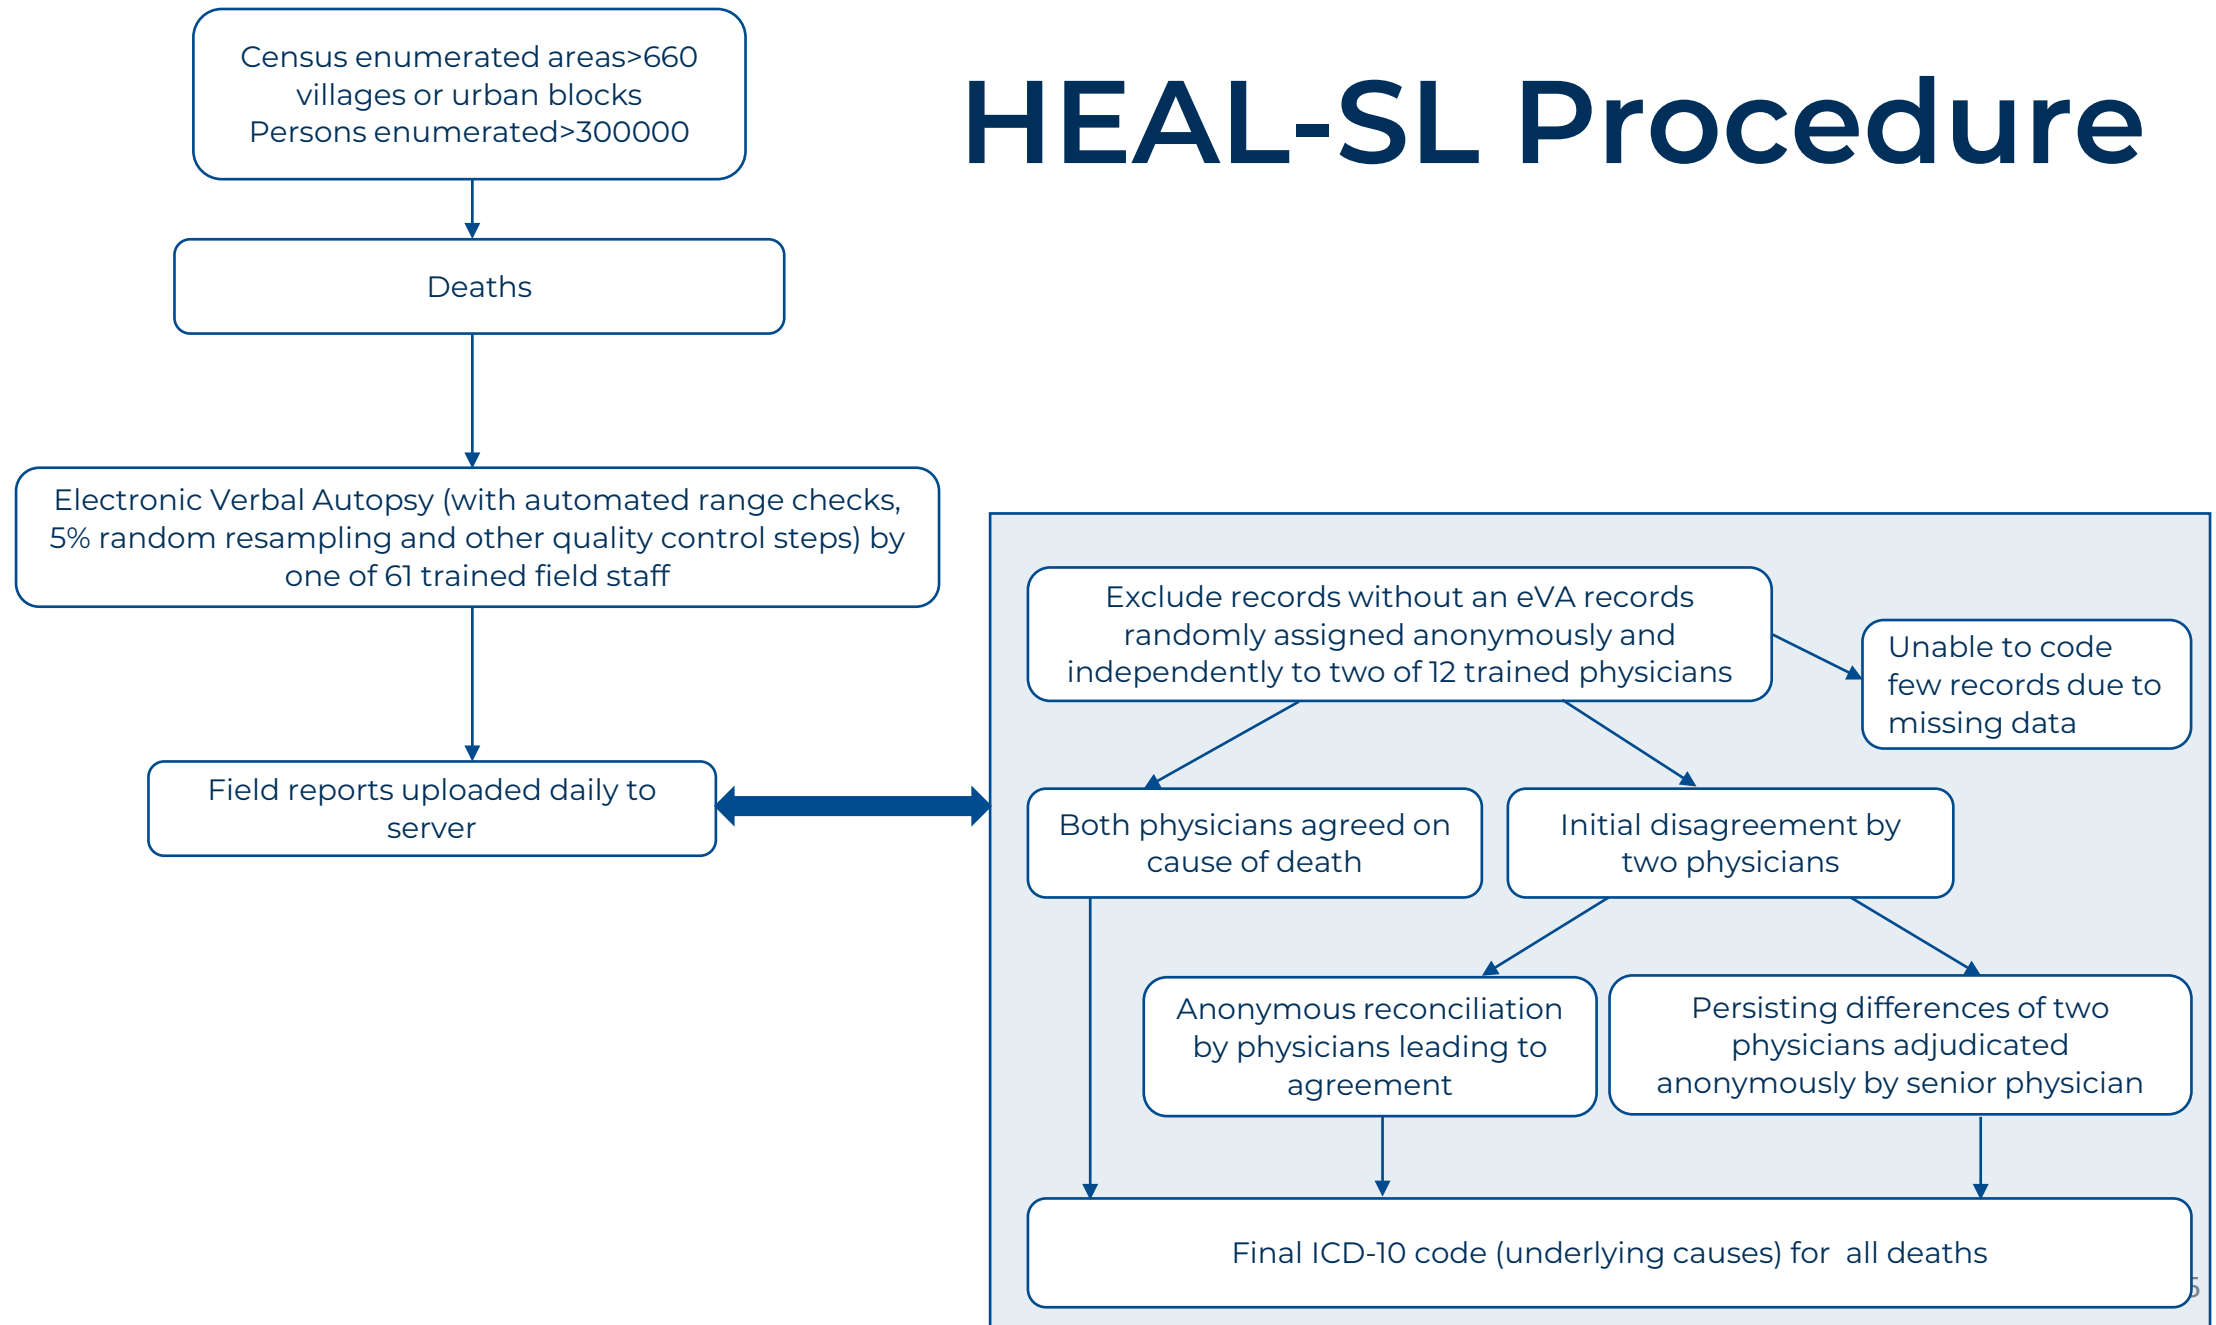 HEAL-SL Procedure
Census enumerated areas>660
villages or urban blocks
Persons enumerated>300000
Deaths
Electronic Verbal Autopsy (with automated range checks,
5% random resampling and other quality control steps) by
one of 61 trained field staff
Field reports uploaded daily to
server
Exclude records without an eVA records
randomly assigned anonymously and
independently to two of 12 trained physicians
Unable to code
few records due to
missing data
Both physicians agreed on
cause of death
Initial disagreement by
two physicians
Anonymous reconciliation
by physicians leading to
agreement
Persisting differences of two
physicians adjudicated
anonymously by senior physician
Final ICD-10 code (underlying causes) for  all deaths